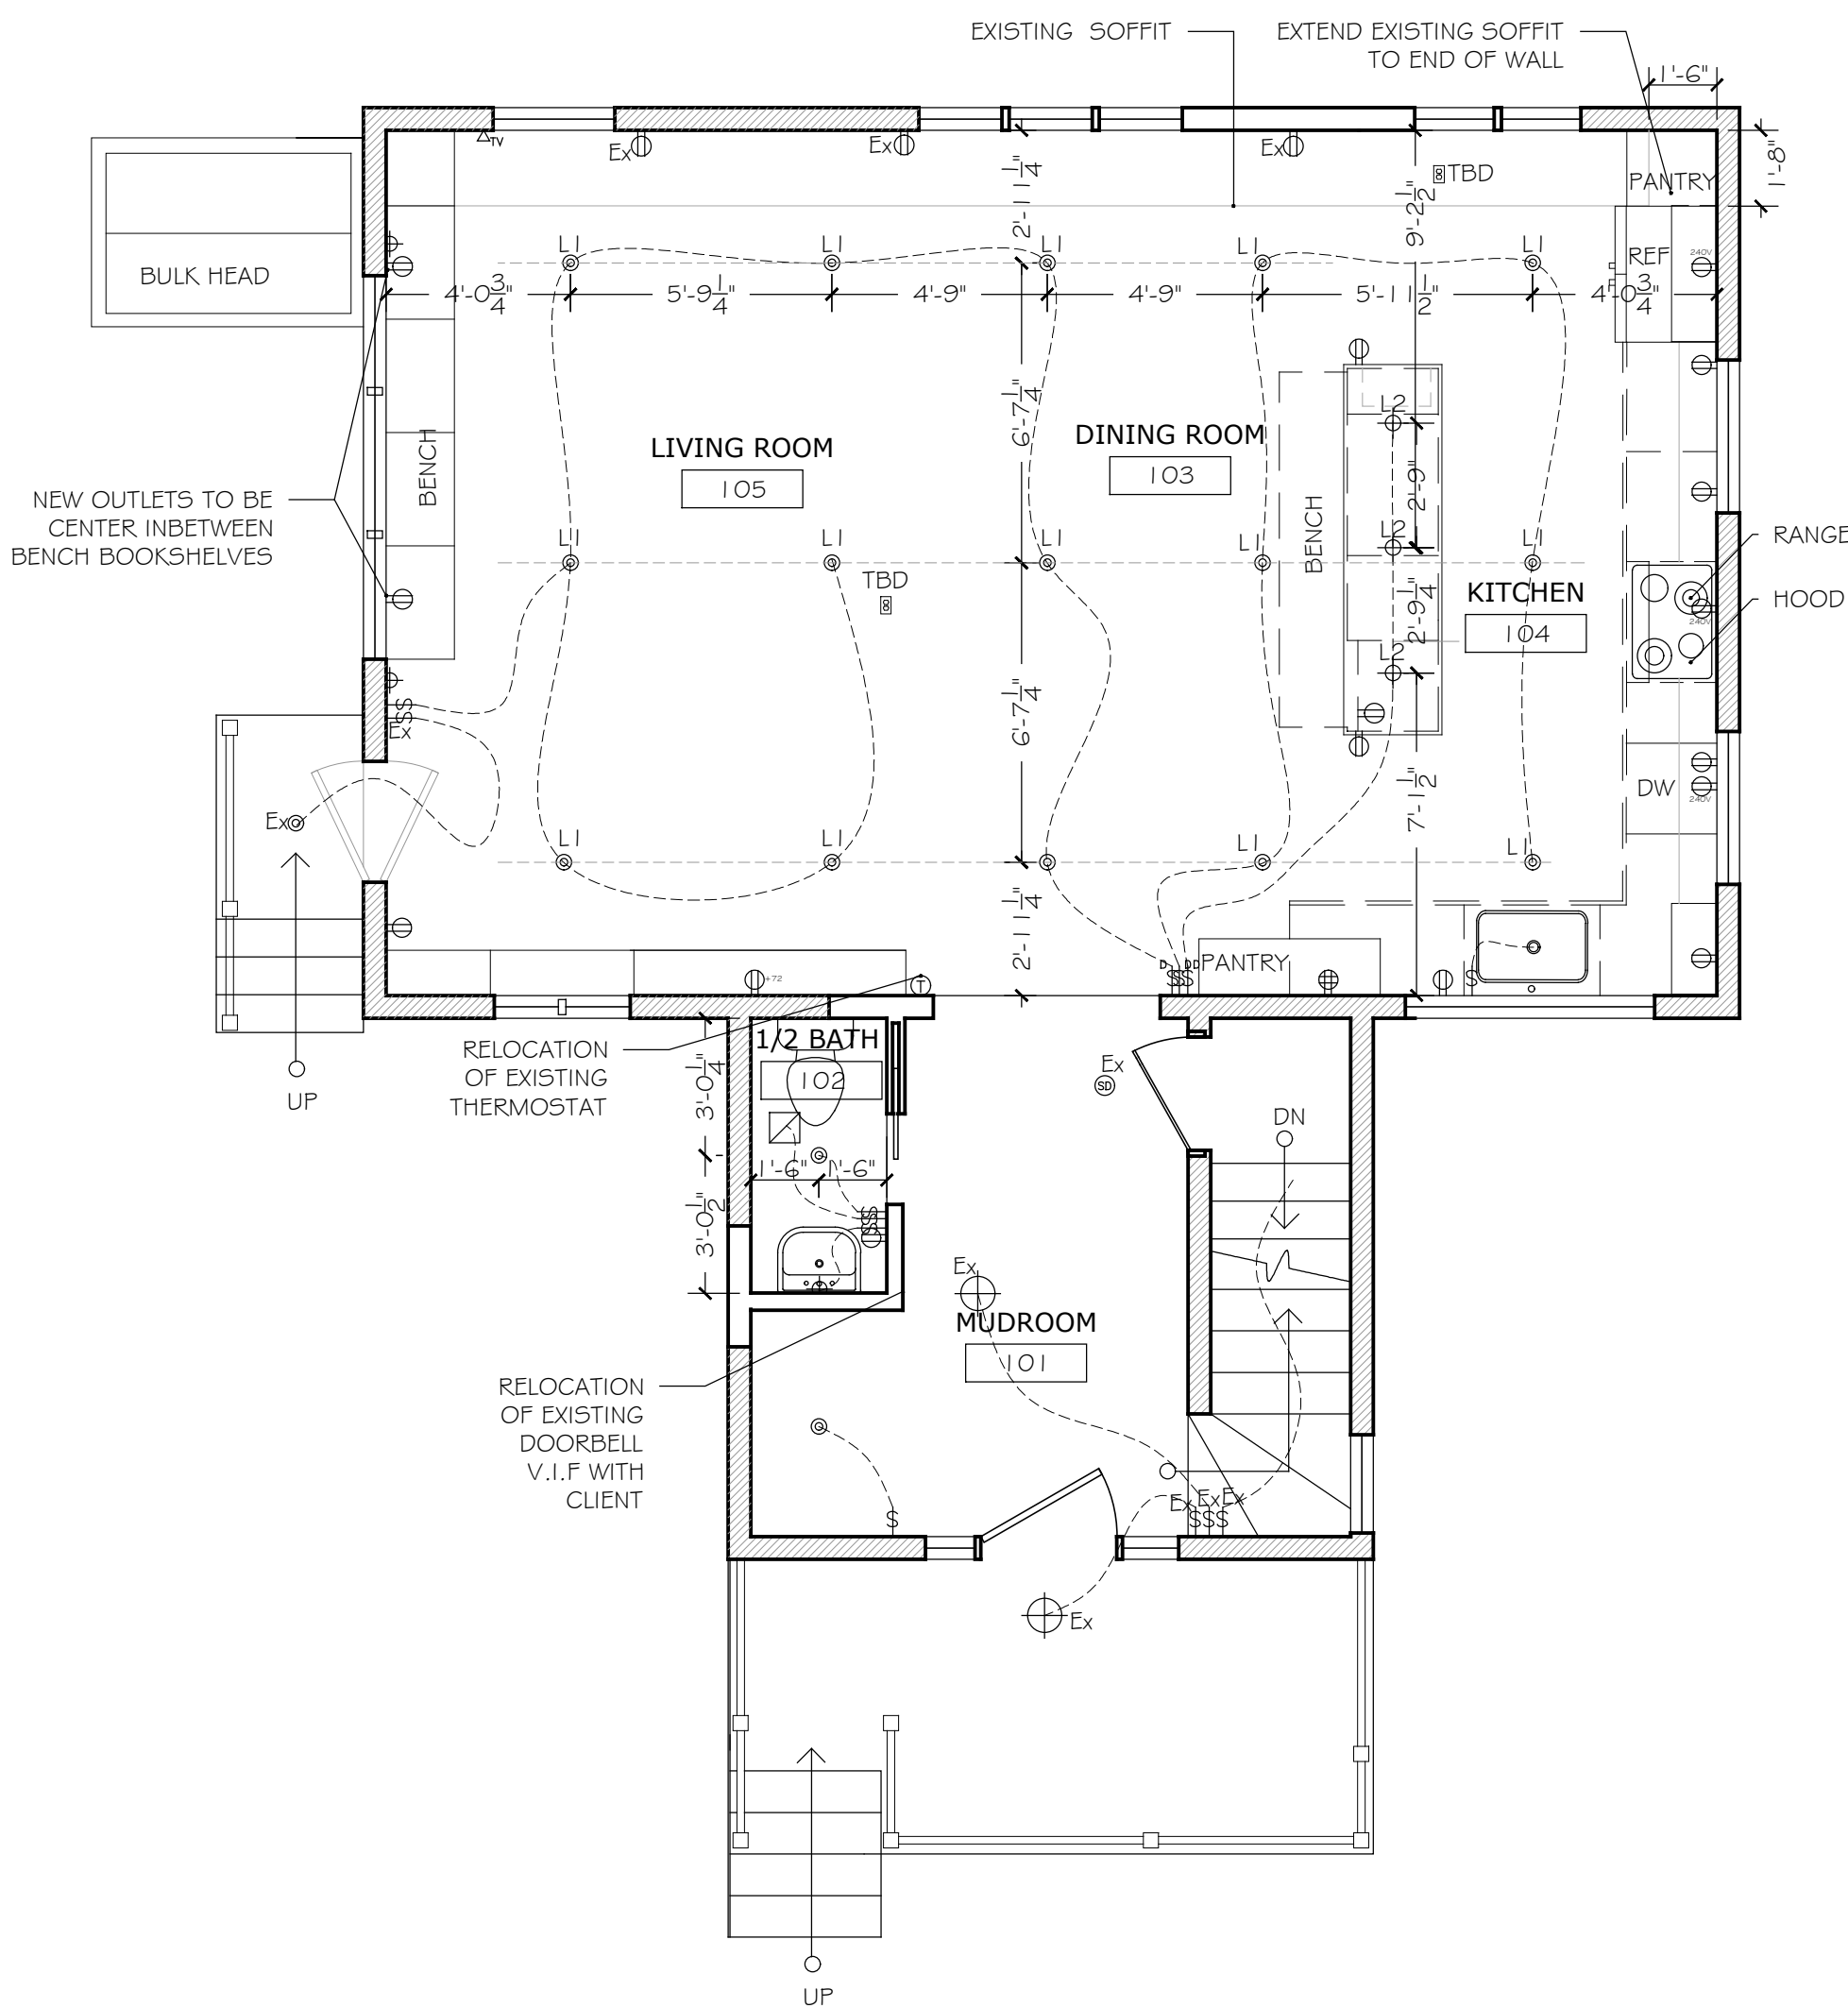 EXISTING SOFFIT
EXTEND EXISTING SOFFIT
TO END OF WALL
1'-6"
TV
Ex
Ex
Ex
TBD
PANTRY
1'-8"
2'-11 1/4"
9'-2 1/2"
BULK HEAD
L1
L1
L1
L1
L1
REF
240V
4'-0 3/4"
5'-9 1/4"
4'-9"
4'-9"
5'-11 1/2"
4'-0 3/4"
6'-7 1/4"
L2
LIVING ROOM
105
DINING ROOM
103
BENCH
BENCH
2'-9"
NEW OUTLETS TO BE
CENTER INBETWEEN
BENCH BOOKSHELVES
L1
L1
L1
L1
L2
L1
RANGE
TBD
KITCHEN
104
HOOD
240V
2'-9 1/4"
L2
6'-7 1/4"
SS
Ex
DW
240V
7'-1 1/2"
Ex
L1
L1
L1
L1
2'-11 1/4"
D
DD
SSS
PANTRY
S
+72
T
RELOCATION
OF EXISTING
THERMOSTAT
1/2 BATH
102
3'-0 1/4"
Ex
SD
UP
DN
1'-6"
1'-6"
3'-0 1/2"
SSS
Ex
MUDROOM
101
RELOCATION
OF EXISTING
DOORBELL
V.I.F WITH
CLIENT
S
Ex
Ex
Ex
SSS
Ex
UP